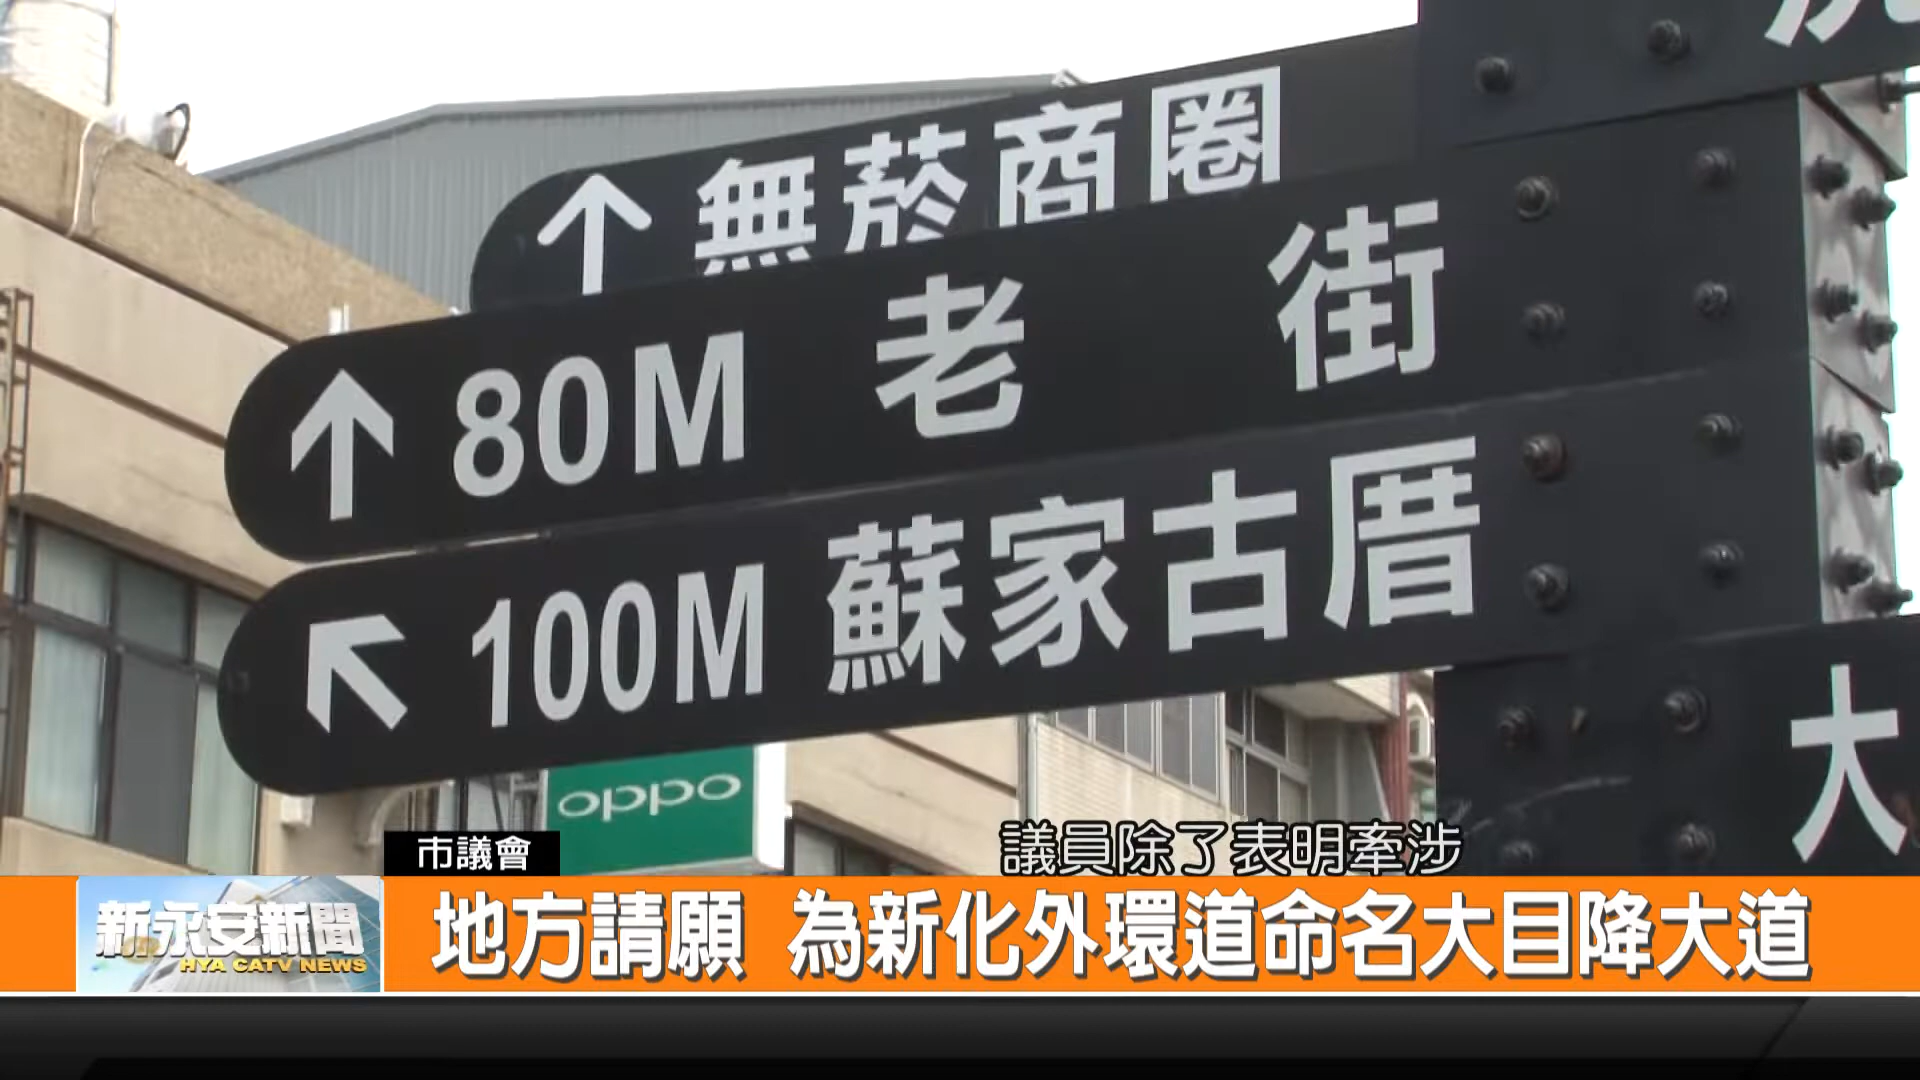 無菸商圈
80M 老街
100M 蘇家古厝
大
oppo
市議會
議員除了表明牽涉
新永安新聞
HYA CATV NEWS
地方請願 為新化外環道命名大目降大道